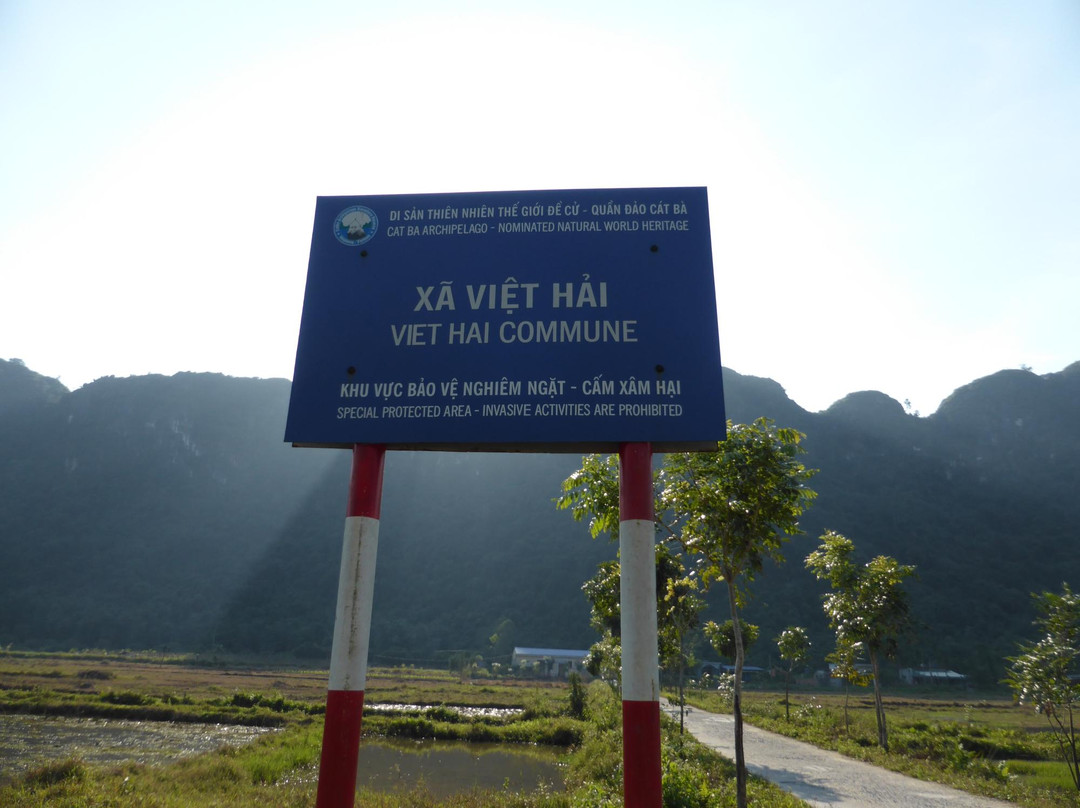 DI SẢN THIÊN NHIÊN THẾ GIỚI ĐỀ CỬ - QUẦN ĐẢO CÁT BÀ
CAT BA ARCHIPELAGO - NOMINATED NATURAL WORLD HERITAGE
XÃ VIỆT HẢI
VIET HAI COMMUNE
KHU VỰC BẢO VỆ NGHIÊM NGẶT - CẤM XÂM HẠI
SPECIAL PROTECTED AREA - INVASIVE ACTIVITIES ARE PROHIBITED